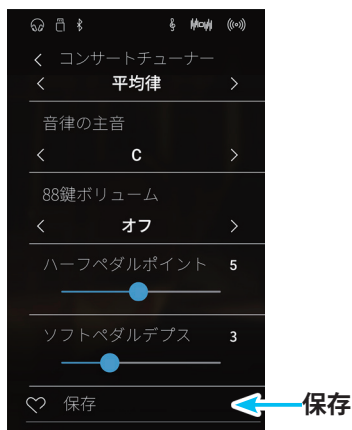 コンサートチューナー
平均律
音律の主音
C
88鍵ボリューム
オフ
ハーフペダルポイント 5
ソフトペダルデプス 3
保存 保存